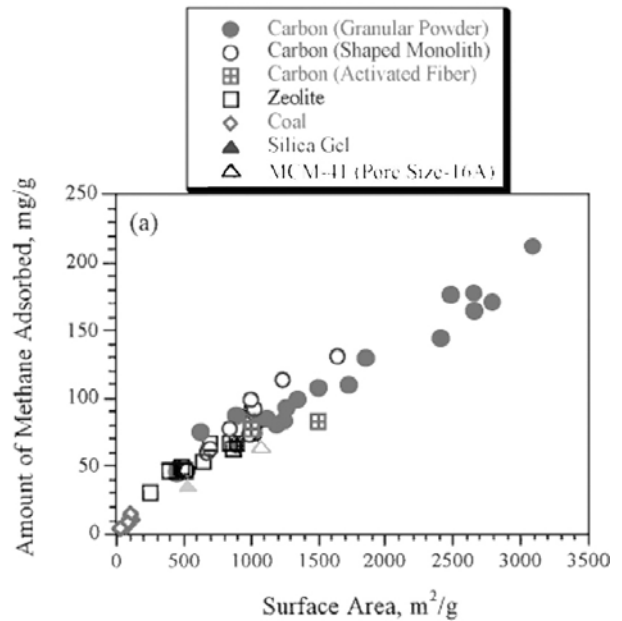 Carbon (Granular Powder)
Carbon (Shaped Monolith)
Carbon (Activated Fiber)
Zeolite
Coal
Silica Gel
MCM-41 (Pore Size-16A)
250
(a)
200
150
100
50
0
0 500 1000 1500 2000 2500 3000 3500
Amount of Methane Adsorbed, mg/g
Surface Area, m²/g